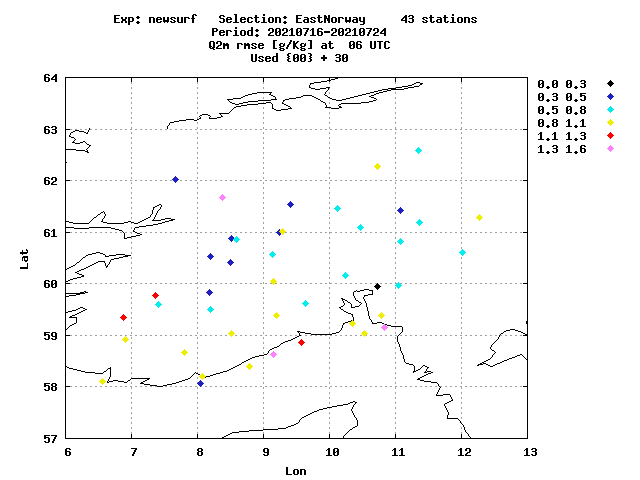 Exp: newsurf   Selection: EastNorway     43 stations
Period: 20210716-20210724
Q2m rmse [g/Kg] at  06 UTC
Used {00} + 30
0.0 0.3
0.3 0.5
0.5 0.8
0.8 1.1
1.1 1.3
1.3 1.6
64
63
62
61
60
59
58
57
Lat
6 7 8 9 10 11 12 13
Lon